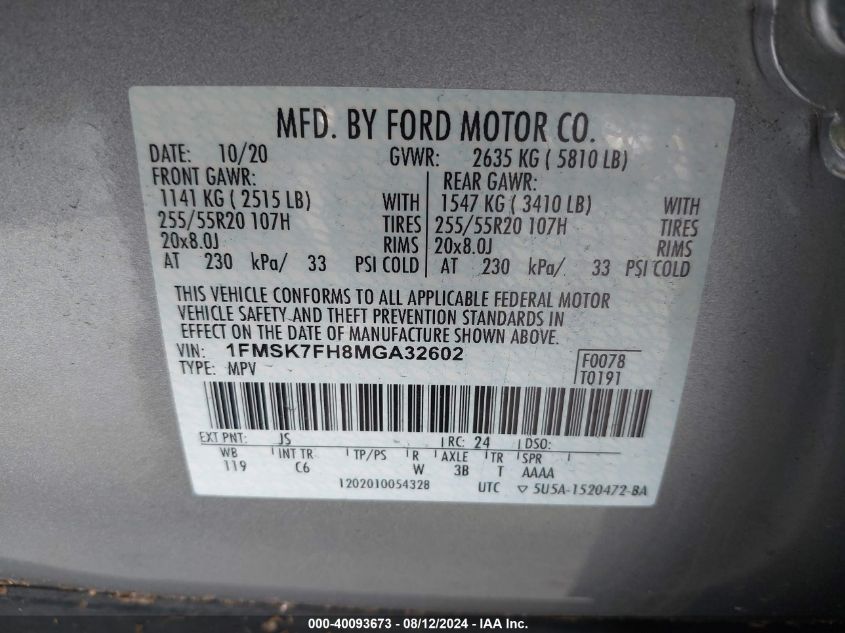 MFD. BY FORD MOTOR CO.
DATE: 10/20 GVWR: 2635 KG ( 5810 LB)
FRONT GAWR: REAR GAWR:
1141 KG ( 2515 LB) WITH 1547 KG ( 3410 LB) WITH
255/55R20 107H TIRES 255/55R20 107H TIRES
20x8.0J RIMS 20x8.0J RIMS
AT 230 kPa/ 33 PSI COLD AT 230 kPa/ 33 PSI COLD
THIS VEHICLE CONFORMS TO ALL APPLICABLE FEDERAL MOTOR
VEHICLE SAFETY AND THEFT PREVENTION STANDARDS IN
EFFECT ON THE DATE OF MANUFACTURE SHOWN ABOVE.
VIN: 1FMSK7FH8MGA32602 F0078
TYPE: MPV T0191
EXT PNT: JS RC: 24 DSO:
WB INT TR TP/PS R AXLE TR SPR
119 C6 W 3B T AAAA
1202010054328 UTC ▽ 5U5A-1520472-BA
000-40093673 - 08/12/2024 - IAA Inc.